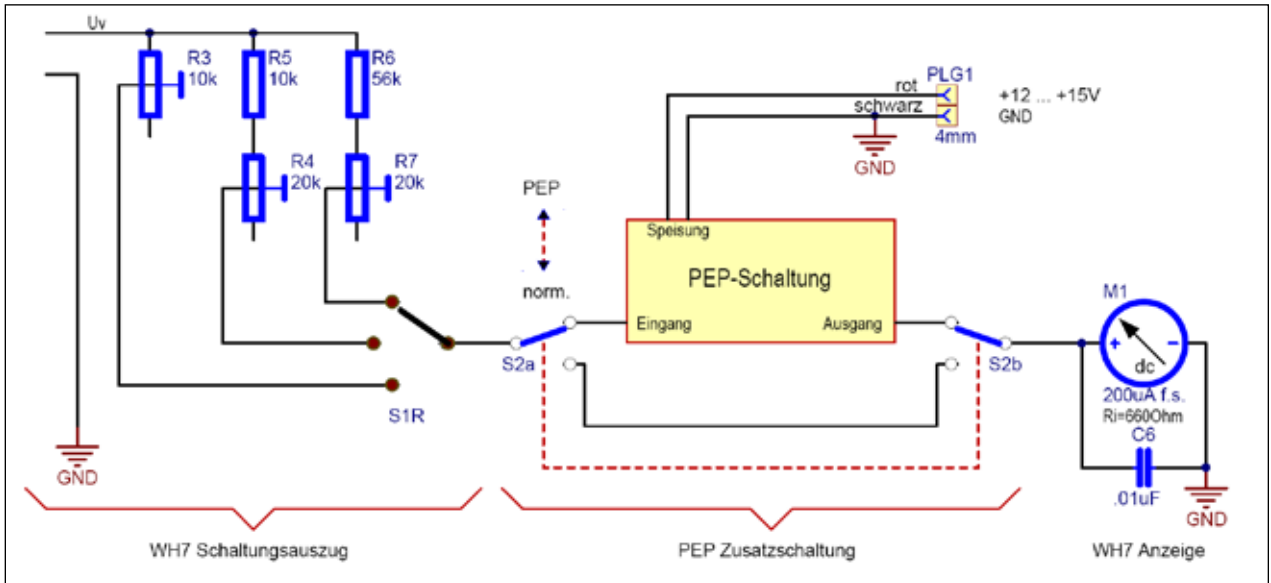 Uv
R3
10k
R5
10k
R6
56k
R4
20k
R7
20k
S1R
GND
PEP
norm.
S2a
Speisung
PEP-Schaltung
Eingang
Ausgang
rot
schwarz
PLG1
4mm
+12 ... +15V
GND
GND
S2b
M1
+
-
dc
200uA f.s.
Ri=660Ohm
C6
.01uF
GND
WH7 Schaltungsauszug
PEP Zusatzschaltung
WH7 Anzeige